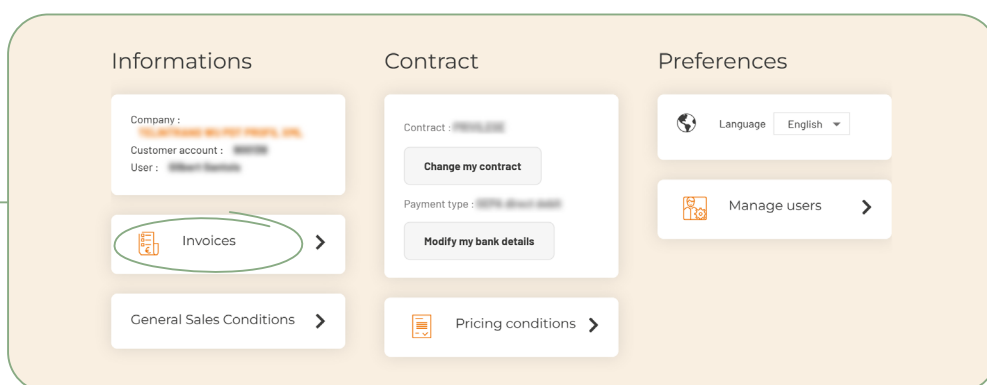 Informations
Company :
Customer account :
User :
Invoices
General Sales Conditions
Contract
Contract :
Change my contract
Payment type :
Modify my bank details
Pricing conditions
Preferences
Language English
Manage users